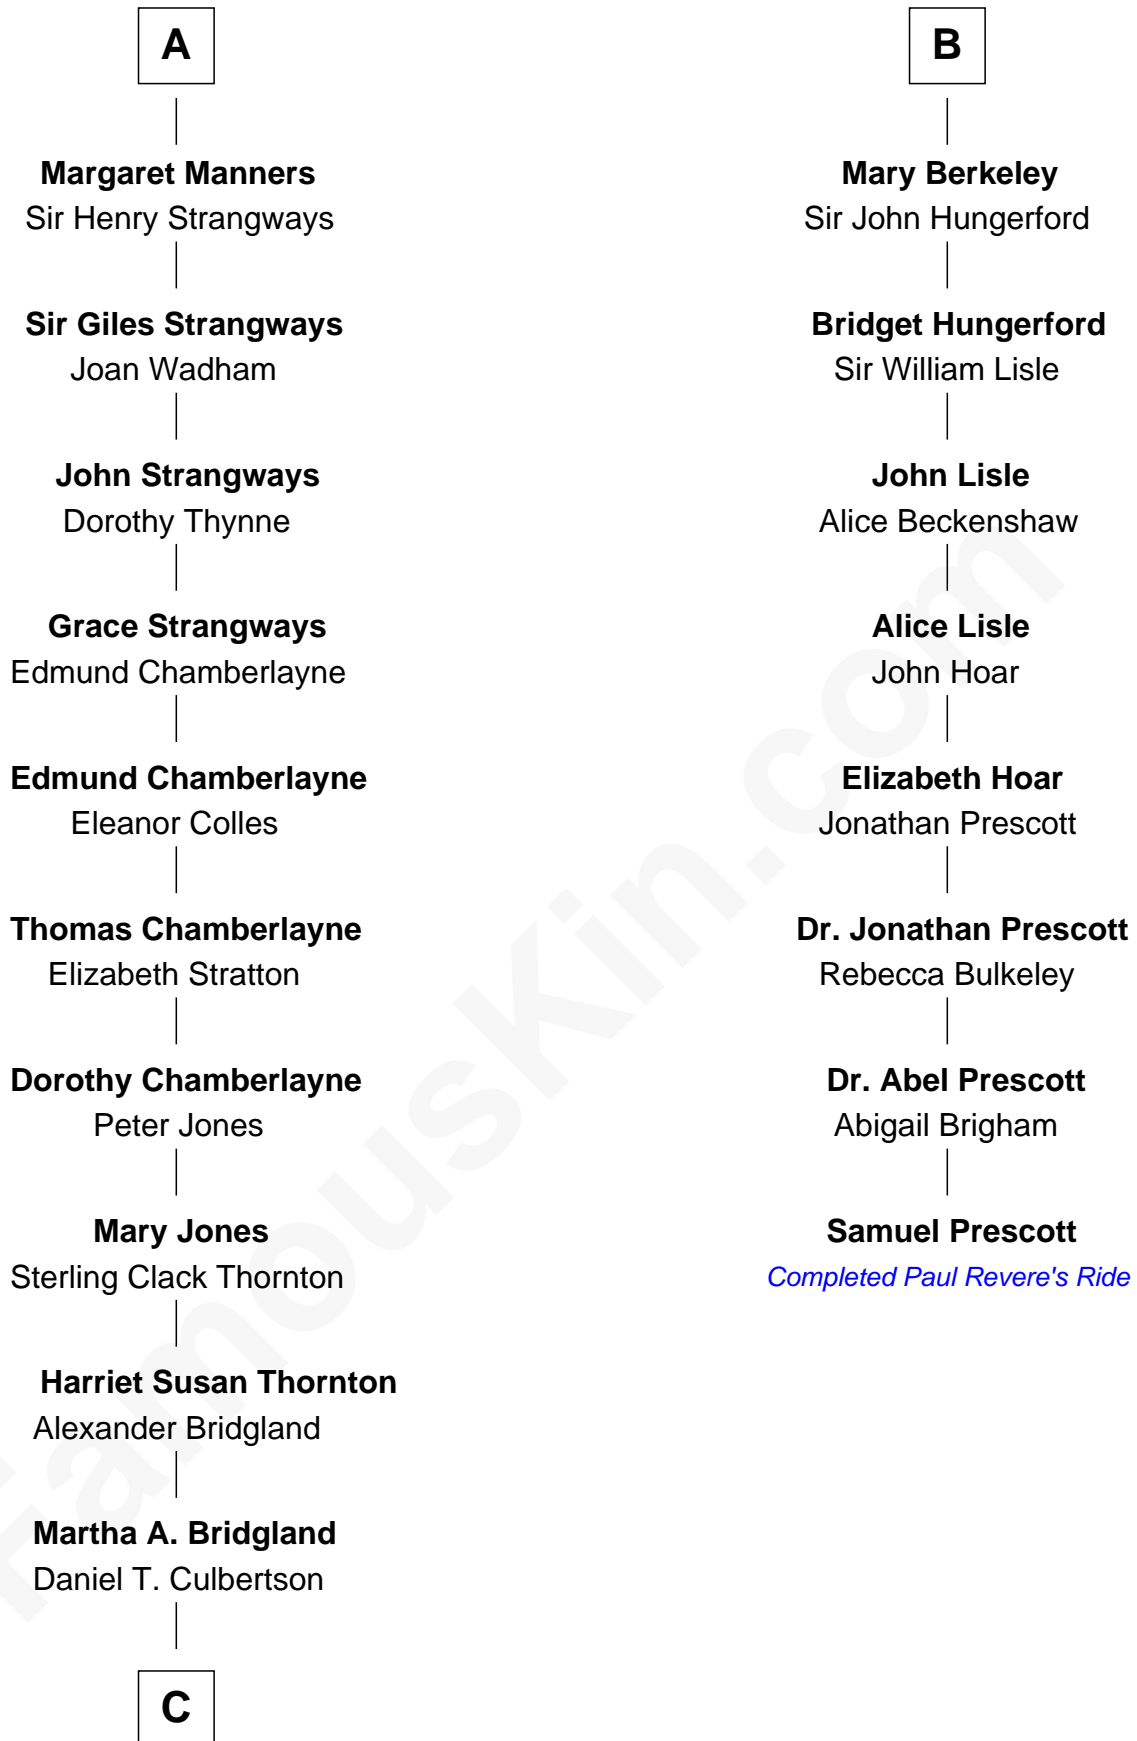 A
Margaret Manners
Sir Henry Strangways
Sir Giles Strangways
Joan Wadham
John Strangways
Dorothy Thynne
Grace Strangways
Edmund Chamberlayne
Edmund Chamberlayne
Eleanor Colles
Thomas Chamberlayne
Elizabeth Stratton
Dorothy Chamberlayne
Peter Jones
Mary Jones
Sterling Clack Thornton
Harriet Susan Thornton
Alexander Bridgland
Martha A. Bridgland
Daniel T. Culbertson
C
B
Mary Berkeley
Sir John Hungerford
Bridget Hungerford
Sir William Lisle
John Lisle
Alice Beckenshaw
Alice Lisle
John Hoar
Elizabeth Hoar
Jonathan Prescott
Dr. Jonathan Prescott
Rebecca Bulkeley
Dr. Abel Prescott
Abigail Brigham
Samuel Prescott
Completed Paul Revere's Ride
FamousKin.com